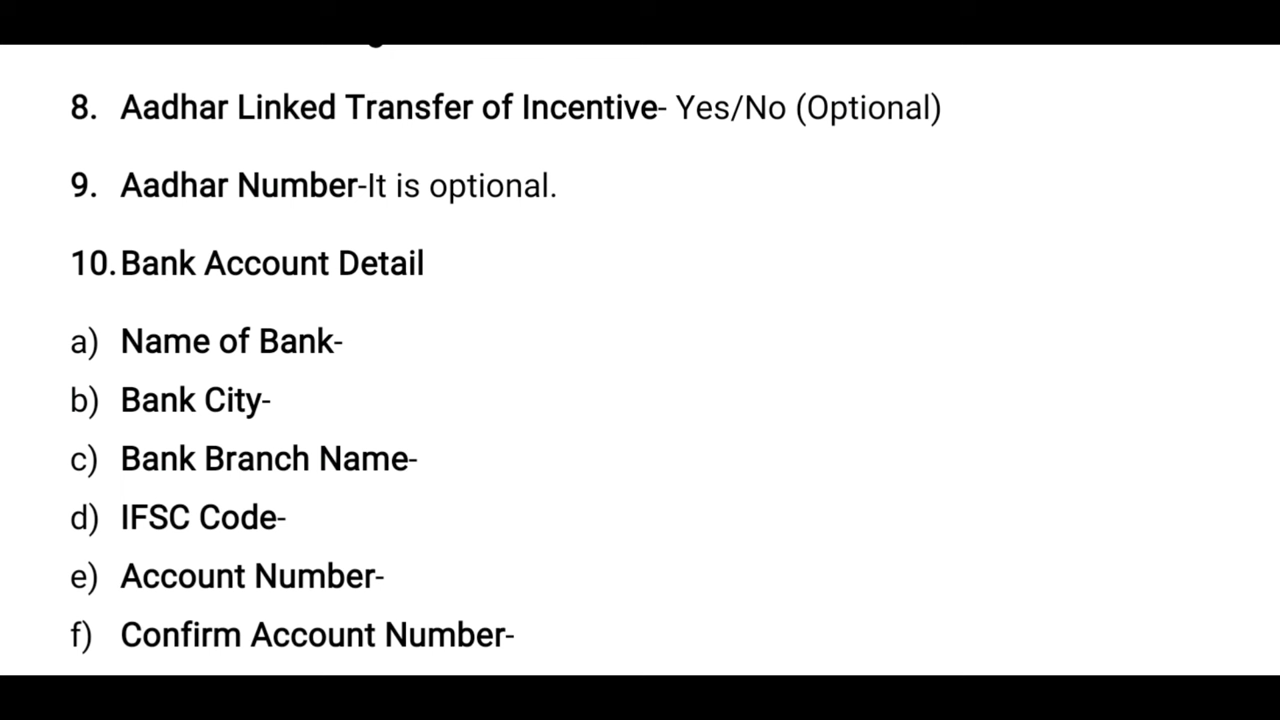 8. Aadhar Linked Transfer of Incentive- Yes/No (Optional)
9. Aadhar Number-It is optional.
10. Bank Account Detail
a) Name of Bank-
b) Bank City-
c) Bank Branch Name-
d) IFSC Code-
e) Account Number-
f) Confirm Account Number-